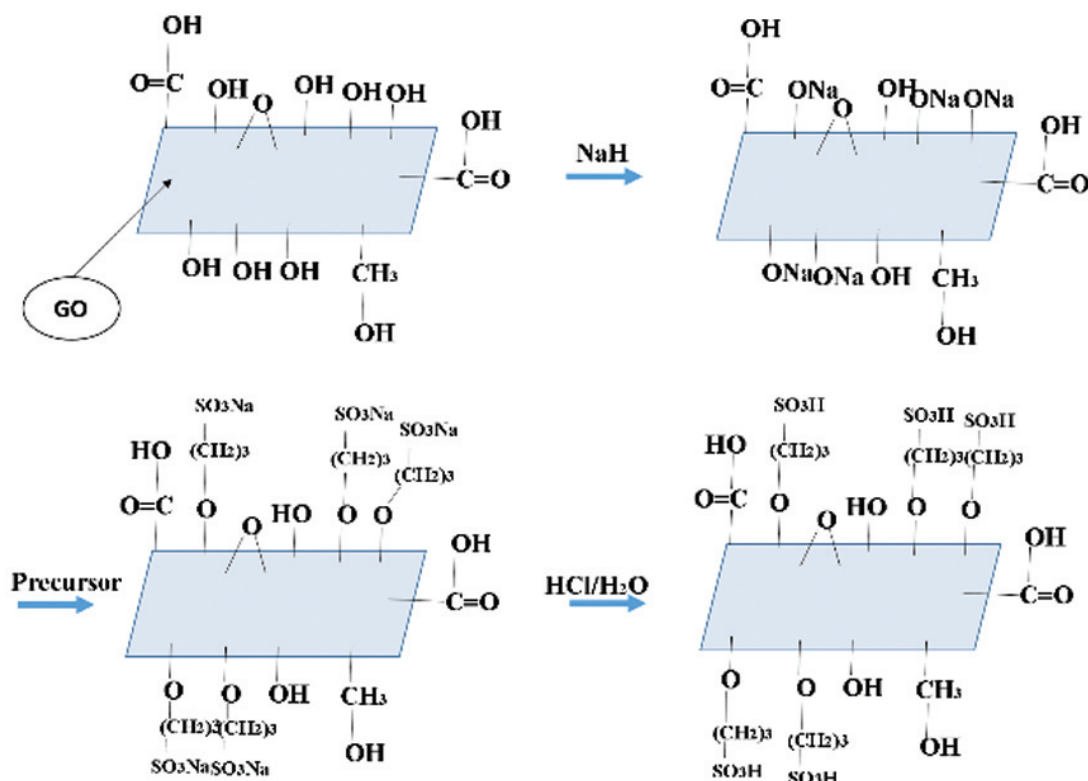 OH
O=C
OH
O
OH
OH
OH
OH
C=O
OH
OH
OH
CH3
OH
GO
NaH
OH
O=C
ONa
O
OH
ONa
ONa
OH
C=O
ONa
ONa
OH
CH3
OH
Precursor
SO3Na
(CH2)3
O
HO
O=C
O
HO
SO3Na
(CH2)3
O
SO3Na
(CH2)3
O
OH
C=O
O
(CH2)3
SO3Na
O
(CH2)3
SO3Na
OH
CH3
OH
HCl/H2O
SO3H
(CH2)3
O
HO
O=C
O
HO
SO3H
(CH2)3
O
SO3H
(CH2)3
O
OH
C=O
O
(CH2)3
SO3H
O
(CH2)3
SO3H
OH
CH3
OH